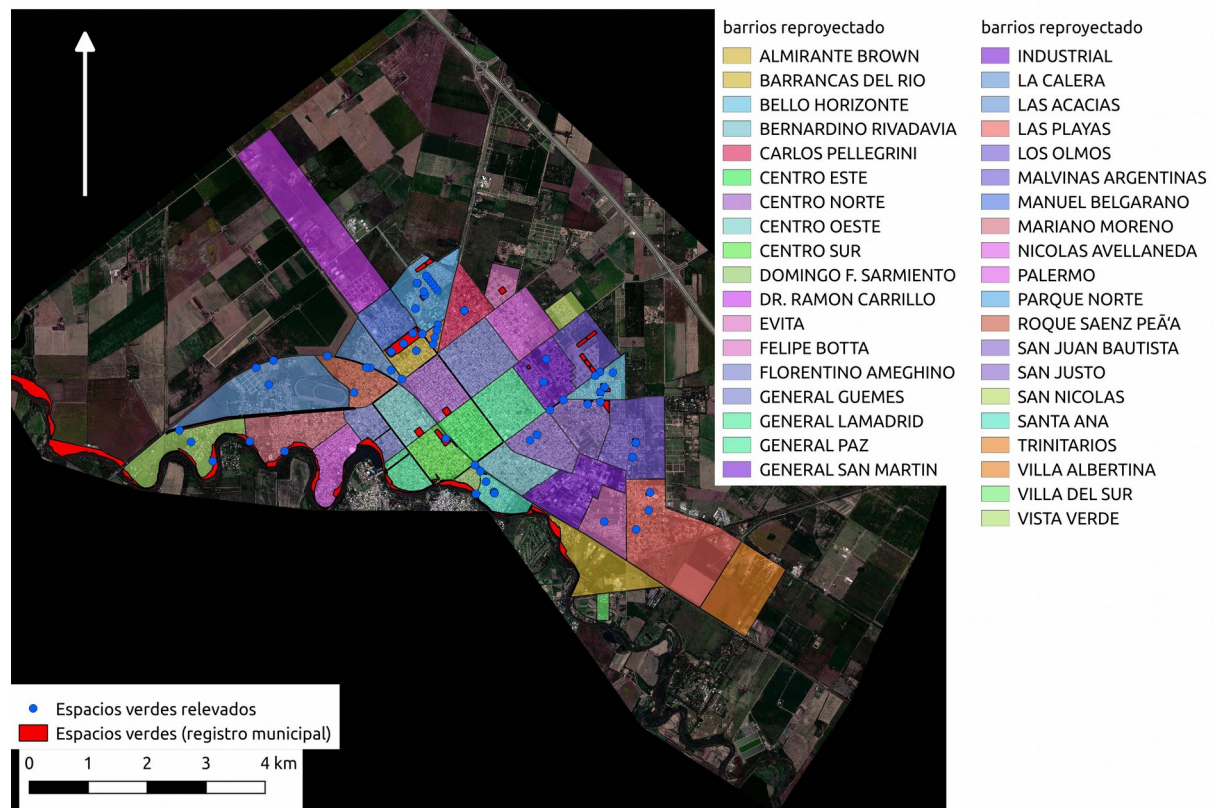 barrios reproyectado
ALMIRANTE BROWN
BARRANCAS DEL RIO
BELLO HORIZONTE
BERNARDINO RIVADAVIA
CARLOS PELLEGRINI
CENTRO ESTE
CENTRO NORTE
CENTRO OESTE
CENTRO SUR
DOMINGO F. SARMIENTO
DR. RAMON CARRILLO
EVITA
FELIPE BOTTA
FLORENTINO AMEGHINO
GENERAL GUEMES
GENERAL LAMADRID
GENERAL PAZ
GENERAL SAN MARTIN
barrios reproyectado
INDUSTRIAL
LA CALERA
LAS ACACIAS
LAS PLAYAS
LOS OLMOS
MALVINAS ARGENTINAS
MANUEL BELGARANO
MARIANO MORENO
NICOLAS AVELLANEDA
PALERMO
PARQUE NORTE
ROQUE SAENZ PEÃ‘A
SAN JUAN BAUTISTA
SAN JUSTO
SAN NICOLAS
SANTA ANA
TRINITARIOS
VILLA ALBERTINA
VILLA DEL SUR
VISTA VERDE
Espacios verdes relevados
Espacios verdes (registro municipal)
0 1 2 3 4 km